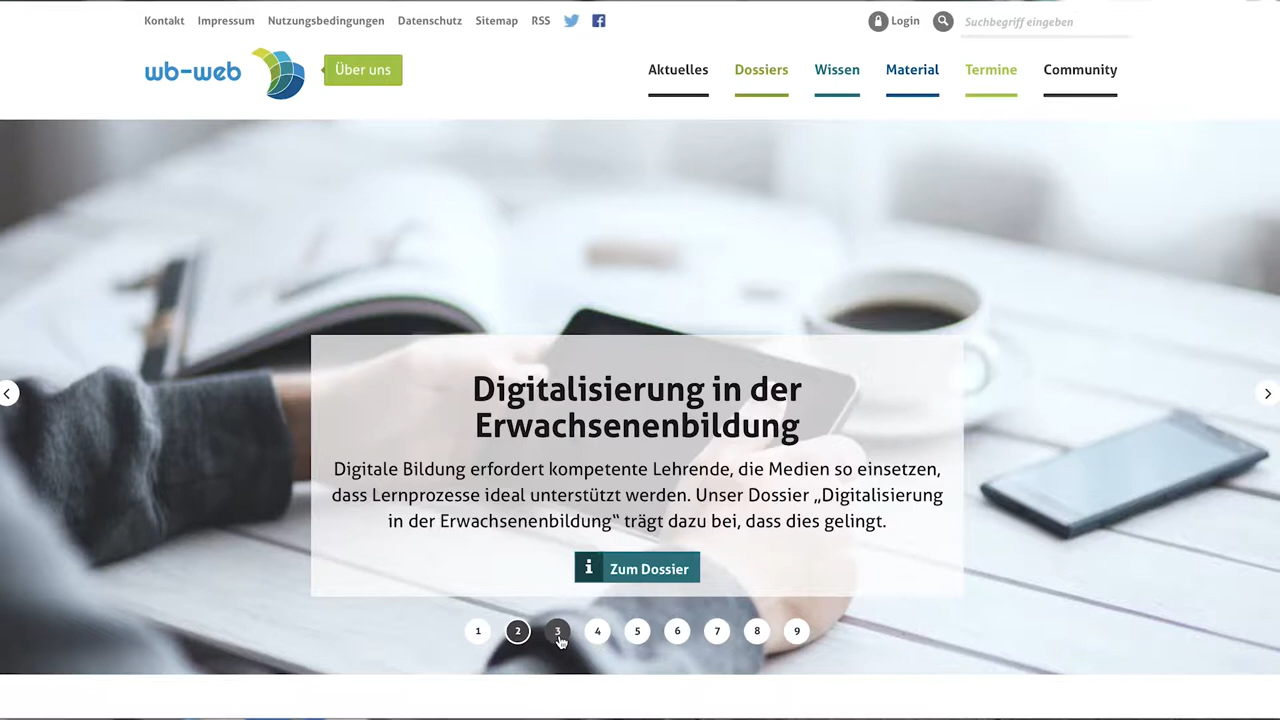 Kontakt Impressum Nutzungsbedingungen Datenschutz Sitemap RSS
Login Suchbegriff eingeben
wb-web Über uns
Aktuelles Dossiers Wissen Material Termine Community
Digitalisierung in der
Erwachsenenbildung
Digitale Bildung erfordert kompetente Lehrende, die Medien so einsetzen,
dass Lernprozesse ideal unterstützt werden. Unser Dossier „Digitalisierung
in der Erwachsenenbildung“ trägt dazu bei, dass dies gelingt.
i Zum Dossier
1 2 3 4 5 6 7 8 9